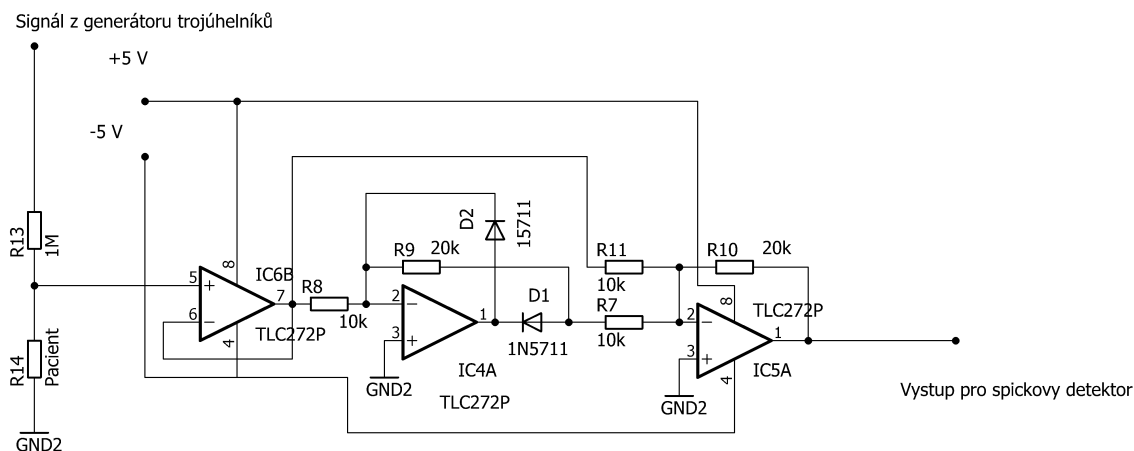 Signál z generátoru trojúhelníků
+5 V
-5 V
R13
1M
R14
Pacient
GND2
5
6
7
8
4
IC6B
TLC272P
R8
10k
R9
20k
D2
15711
2
3
1
GND2
IC4A
TLC272P
D1
1N5711
R11
10k
R7
10k
R10
20k
2
3
1
8
4
TLC272P
IC5A
GND2
Vystup pro spickovy detektor